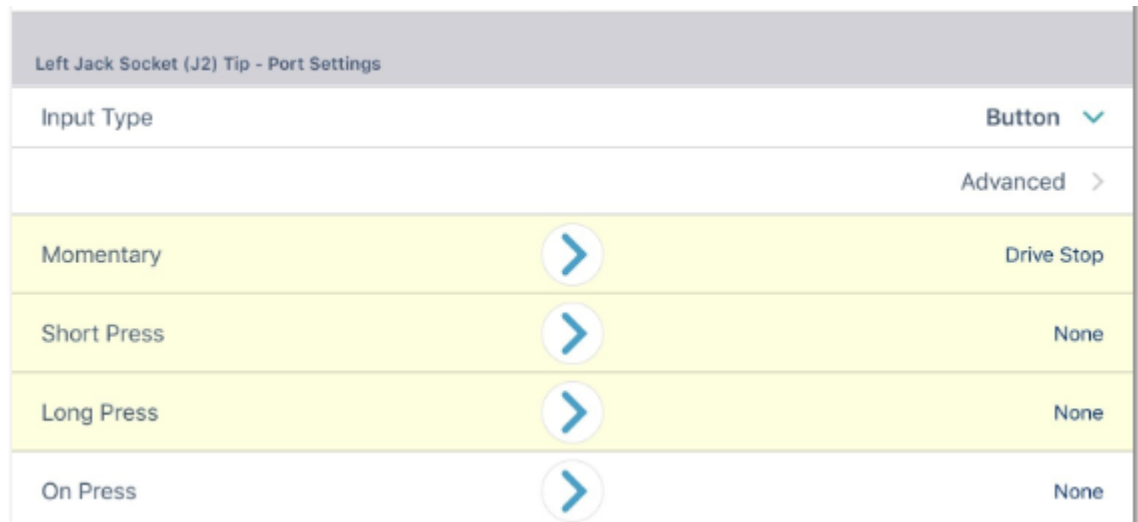 Left Jack Socket (J2) Tip - Port Settings
Input Type Button
Advanced
Momentary Drive Stop
Short Press None
Long Press None
On Press None